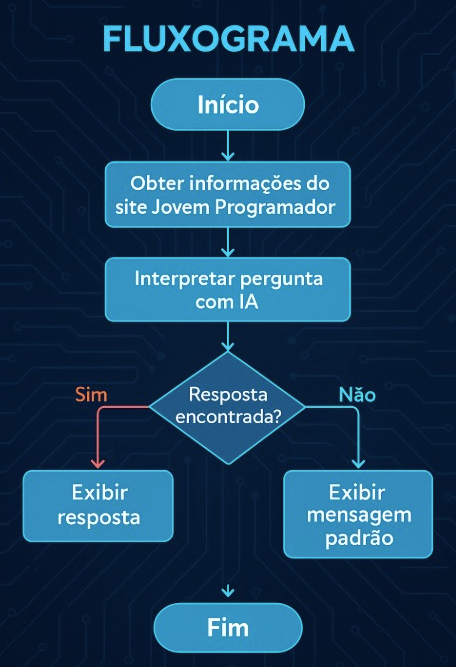 FLUXOGRAMA
Início
Obter informações do
site Jovem Programador
Interpretar pergunta
com IA
Resposta
encontrada?
Sim
Não
Exibir
resposta
Exibir
mensagem
padrão
Fim